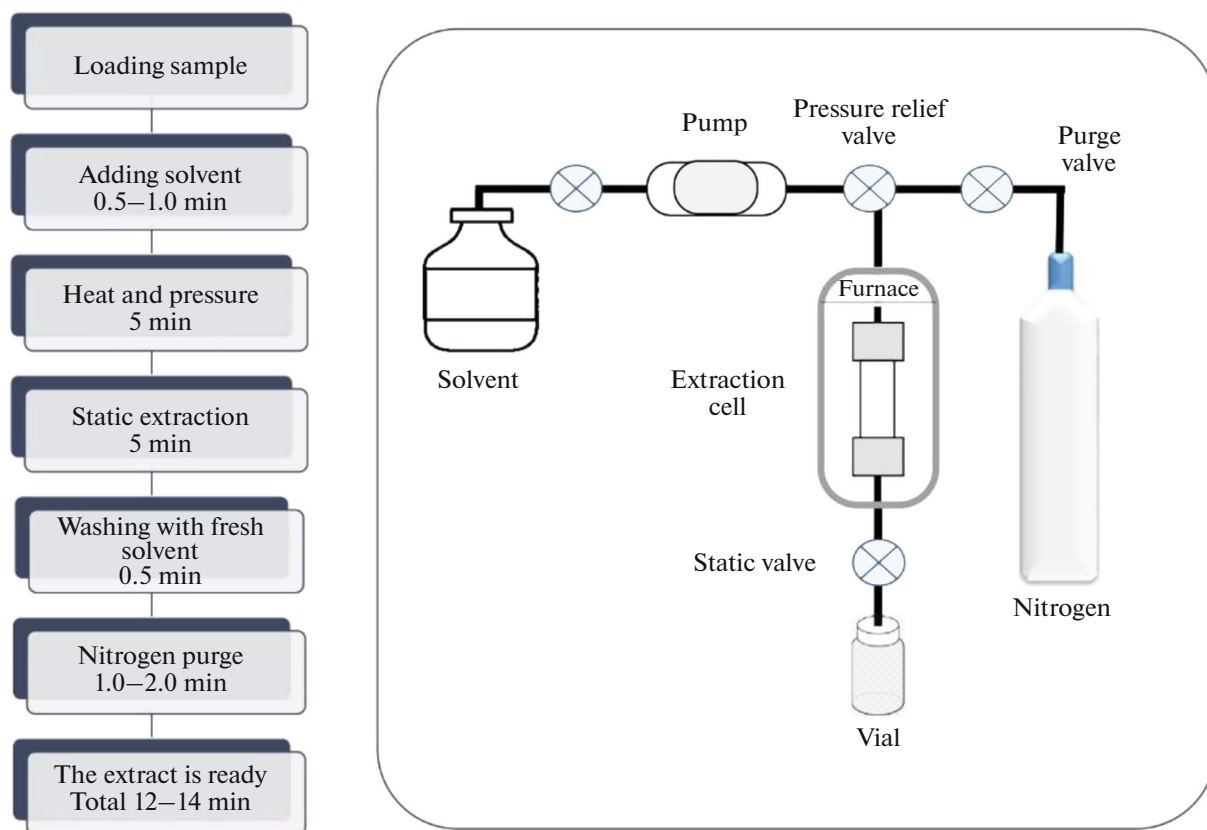 Loading sample
Adding solvent
0.5–1.0 min
Heat and pressure
5 min
Static extraction
5 min
Washing with fresh
solvent
0.5 min
Nitrogen purge
1.0–2.0 min
The extract is ready
Total 12–14 min
Pump
Pressure relief
valve
Purge
valve
Solvent
Furnace
Extraction
cell
Static valve
Nitrogen
Vial